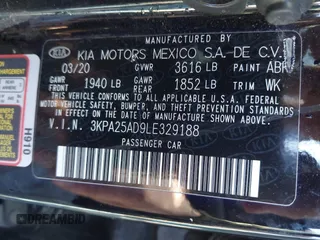 KIA KIA MOTORS MEXICO S.A. DE C.V.
03/20 GVWR 3616 LB PAINT ABP
GAWR FRONT 1940 LB GAWR REAR 1852 LB TRIM WK
THIS VEHICLE CONFORMS TO ALL APPLICABLE FEDERAL
MOTOR VEHICLE SAFETY, BUMPER, AND THEFT PREVENTION
STANDARDS IN EFFECT ON THE DATE OF MANUFACTURE
SHOWN ABOVE.
V.I.N. 3KPA25AD9LE329188
PASSENGER CAR
H910
DREAMBID